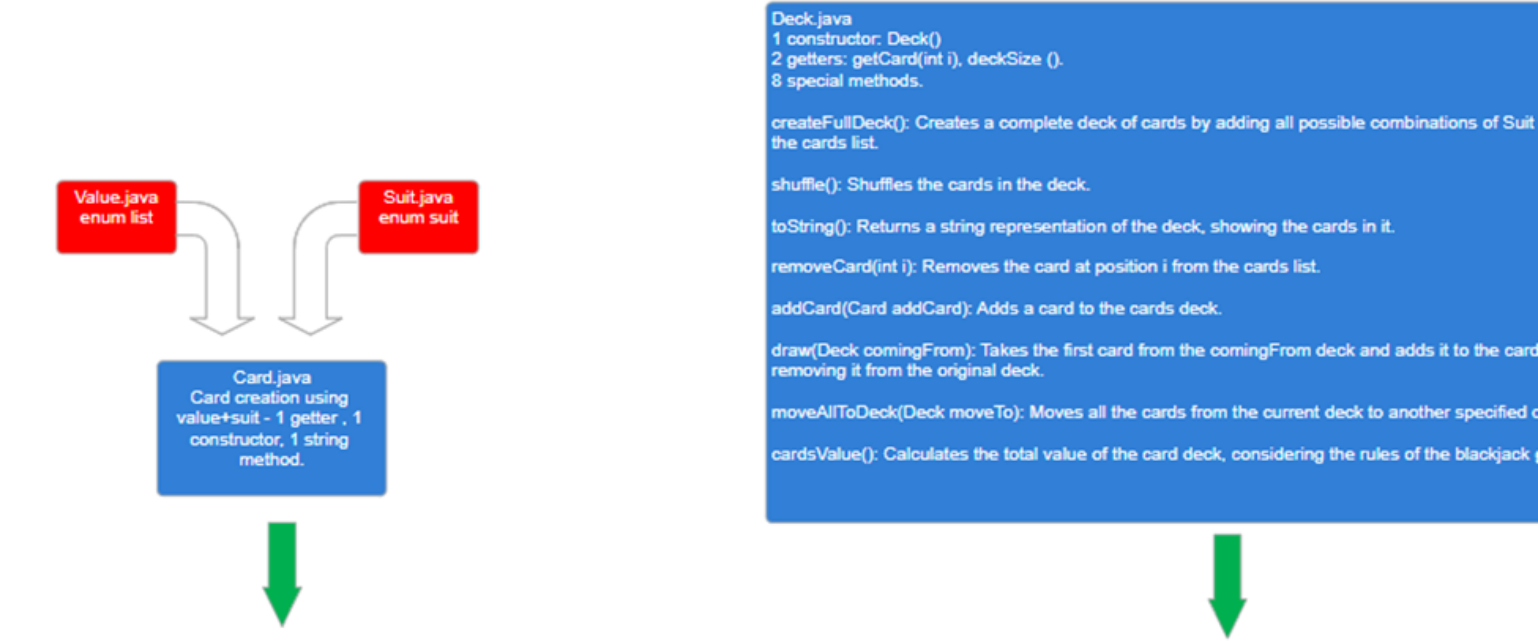 Value.java
enum list
Suit.java
enum suit
Card.java
Card creation using
value+suit - 1 getter , 1
constructor, 1 string
method.
Deck.java
1 constructor: Deck()
2 getters: getCard(int i), deckSize ().
8 special methods.
createFullDeck(): Creates a complete deck of cards by adding all possible combinations of Suit
the cards list.
shuffle(): Shuffles the cards in the deck.
toString(): Returns a string representation of the deck, showing the cards in it.
removeCard(int i): Removes the card at position i from the cards list.
addCard(Card addCard): Adds a card to the cards deck.
draw(Deck comingFrom): Takes the first card from the comingFrom deck and adds it to the card
removing it from the original deck.
moveAllToDeck(Deck moveTo): Moves all the cards from the current deck to another specified
cardsValue(): Calculates the total value of the card deck, considering the rules of the blackjack